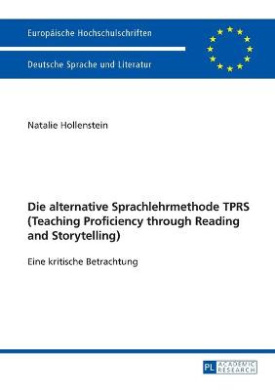 Europäische Hochschulschriften
Deutsche Sprache und Literatur
Natalie Hollenstein
Die alternative Sprachlehrmethode TPRS
(Teaching Proficiency through Reading
and Storytelling)
Eine kritische Betrachtung
PL ACADEMIC
RESEARCH